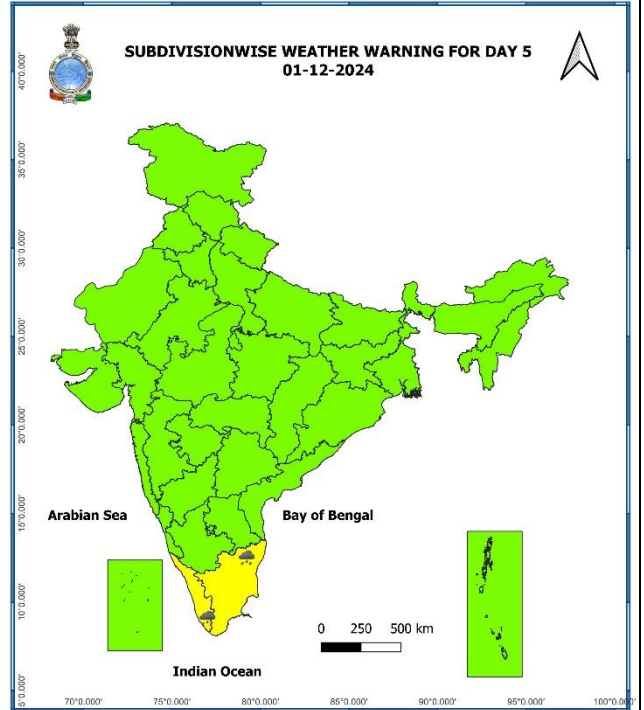 SUBDIVISIONWISE WEATHER WARNING FOR DAY 5
01-12-2024
40°0.000'
35°0.000'
30°0.000'
25°0.000'
20°0.000'
15°0.000'
10°0.000'
5°0.000'
Arabian Sea
Bay of Bengal
0 250 500 km
Indian Ocean
70°0.000' 75°0.000' 80°0.000' 85°0.000' 90°0.000' 95°0.000' 100°0.000'